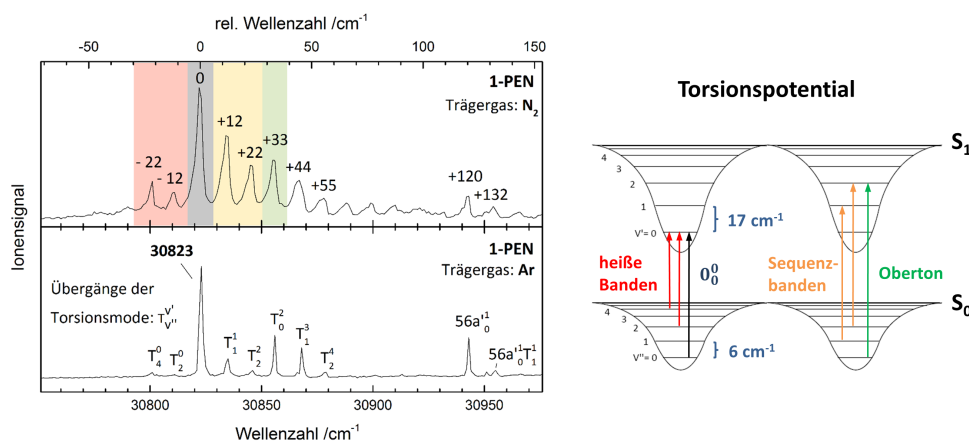 rel. Wellenzahl /cm⁻¹
-50 0 50 100 150
0
1-PEN
Trägergas: N₂
+12
+22
+33
- 22
- 12
+44
+55
+120
+132
Ionensignal
30823
1-PEN
Trägergas: Ar
Übergänge der
Torsionsmode: T_v''^v'
T₄⁰
T₂⁰
T₁¹
T₂²
T₀²
T₁³
T₂⁴
56a'₀¹
56a'₀¹T₁¹
30800 30850 30900 30950
Wellenzahl /cm⁻¹
Torsionspotential
S₁
4
3
2
1
V'= 0
17 cm⁻¹
heiße
Banden
0₀⁰
Sequenz-
banden
Oberton
S₀
4
3
2
1
V''= 0
6 cm⁻¹